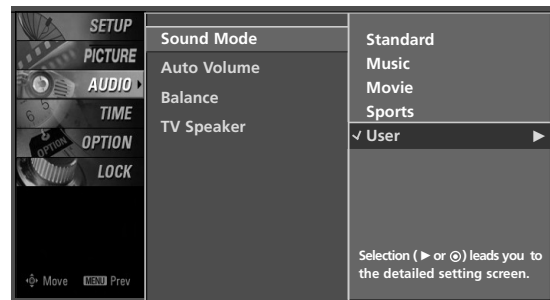 SETUP
PICTURE
AUDIO
TIME
OPTION
LOCK
Move MENU Prev
Sound Mode
Auto Volume
Balance
TV Speaker
Standard
Music
Movie
Sports
✓ User ►
Selection ( ► or ◉ ) leads you to
the detailed setting screen.